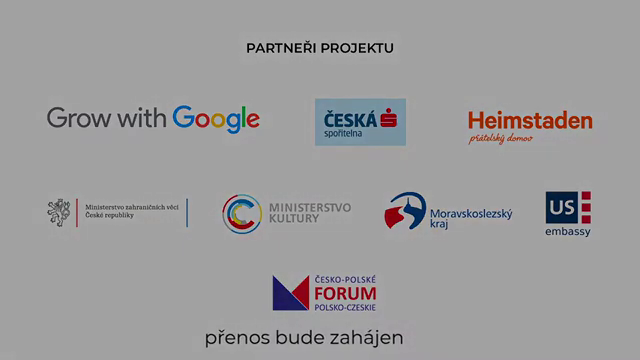 PARTNEŘI PROJEKTU
Grow with Google
ČESKÁ
spořitelna
Heimstaden
přátelský domov
Ministerstvo zahraničních věcí
České republiky
MINISTERSTVO
KULTURY
Moravskoslezský
kraj
US
embassy
ČESKO-POLSKÉ
FORUM
POLSKO-CZESKIE
přenos bude zahájen